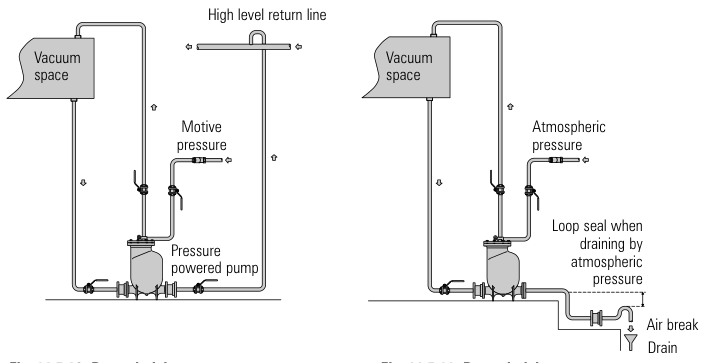 High level return line
Vacuum
space
Motive
pressure
Pressure
powered pump
Vacuum
space
Atmospheric
pressure
Loop seal when
draining by
atmospheric
pressure
Air break
Drain